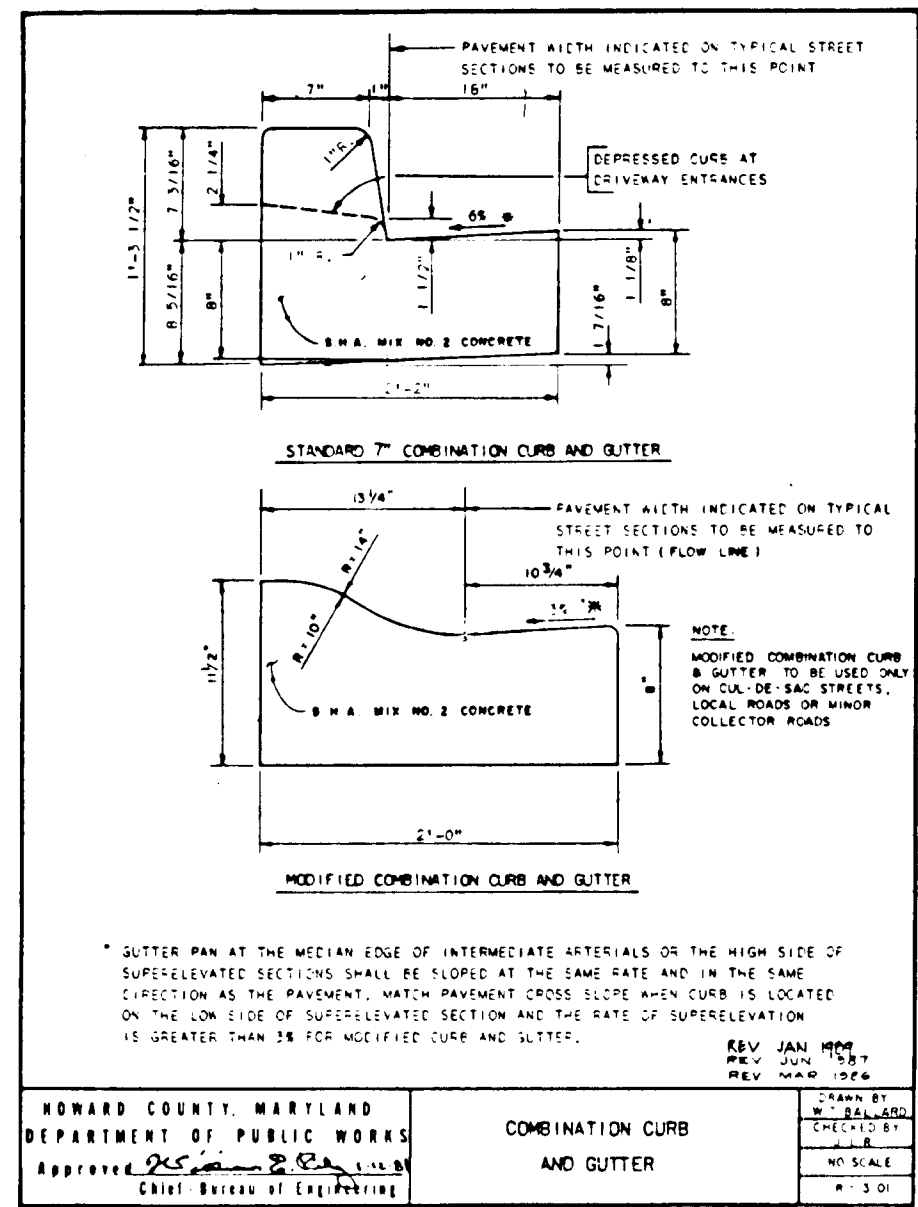 PAVEMENT WIDTH INDICATED ON TYPICAL STREET
SECTIONS TO BE MEASURED TO THIS POINT
7" 1" 16"
1" R.
DEPRESSED CURB AT
DRIVEWAY ENTRANCES
1'-3 1/2"
7 3/16"
2 1/4"
6%
1" R.
8 5/16"
8"
1 1/2"
1 1/8"
1 7/16"
8"
S.H.A. MIX NO. 2 CONCRETE
2'-2"
STANDARD 7" COMBINATION CURB AND GUTTER
13 1/4"
PAVEMENT WIDTH INDICATED ON TYPICAL
STREET SECTIONS TO BE MEASURED TO
THIS POINT (FLOW LINE)
10 3/4"
R = 14"
R = 10"
3%
11 1/2"
8"
S.H.A. MIX NO. 2 CONCRETE
NOTE:
MODIFIED COMBINATION CURB
& GUTTER TO BE USED ONLY
ON CUL-DE-SAC STREETS,
LOCAL ROADS OR MINOR
COLLECTOR ROADS
2'-0"
MODIFIED COMBINATION CURB AND GUTTER
* GUTTER PAN AT THE MEDIAN EDGE OF INTERMEDIATE ARTERIALS OR THE HIGH SIDE OF
SUPERELEVATED SECTIONS SHALL BE SLOPED AT THE SAME RATE AND IN THE SAME
DIRECTION AS THE PAVEMENT. MATCH PAVEMENT CROSS SLOPE WHEN CURB IS LOCATED
ON THE LOW SIDE OF SUPERELEVATED SECTION AND THE RATE OF SUPERELEVATION
IS GREATER THAN 3% FOR MODIFIED CURB AND GUTTER.
REV JAN 1989
REV JUN 1987
REV MAR 1986
HOWARD COUNTY, MARYLAND
DEPARTMENT OF PUBLIC WORKS
Approved
Chief-Bureau of Engineering
COMBINATION CURB
AND GUTTER
DRAWN BY
W.T. BALLARD
CHECKED BY
J.L.R.
NO SCALE
R - 3.01